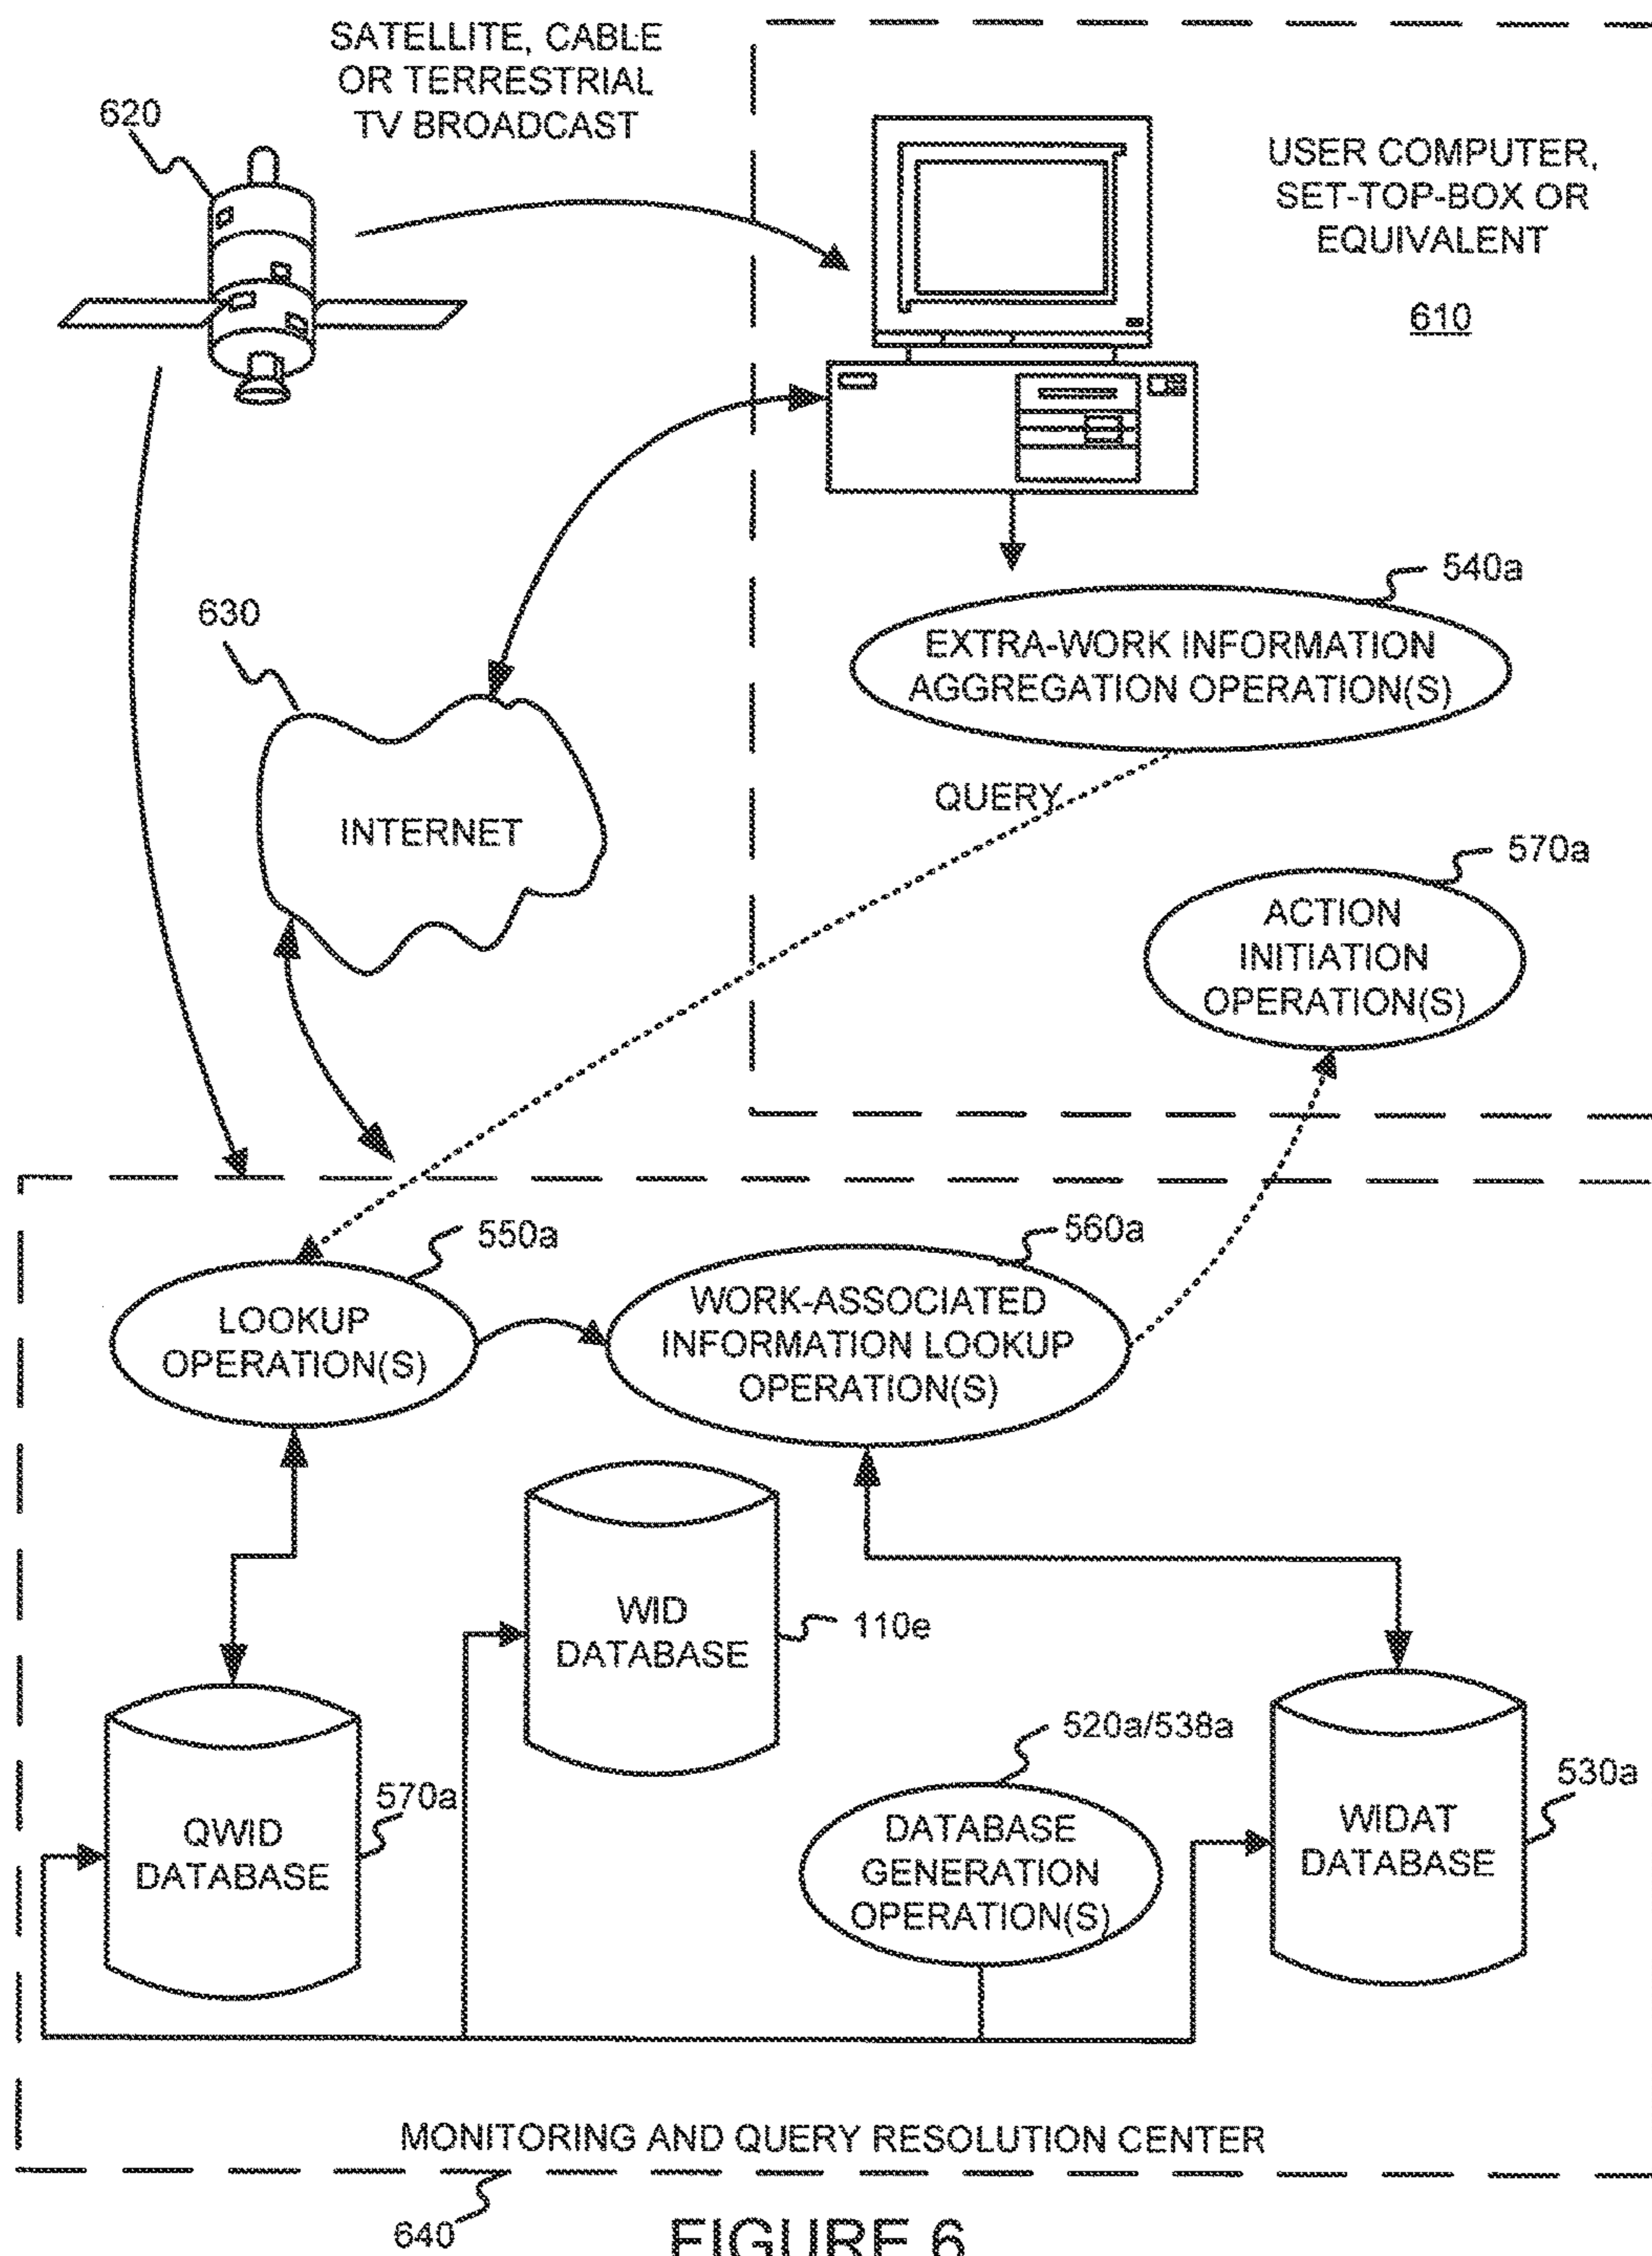 SATELLITE, CABLE
OR TERRESTRIAL
TV BROADCAST
620
USER COMPUTER,
SET-TOP-BOX OR
EQUIVALENT
610
540a
EXTRA-WORK INFORMATION
AGGREGATION OPERATION(S)
630
INTERNET
QUERY
570a
ACTION
INITIATION
OPERATION(S)
550a
LOOKUP
OPERATION(S)
560a
WORK-ASSOCIATED
INFORMATION LOOKUP
OPERATION(S)
WID
DATABASE
110e
QWID
DATABASE
570a
520a/538a
DATABASE
GENERATION
OPERATION(S)
WIDAT
DATABASE
530a
MONITORING AND QUERY RESOLUTION CENTER
640
FIGURE 6